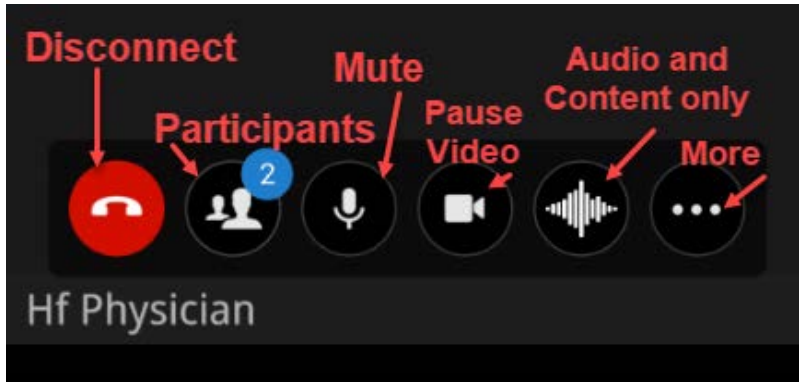 Disconnect
Mute
Audio and
Content only
Participants
Pause
Video
More
2
Hf Physician